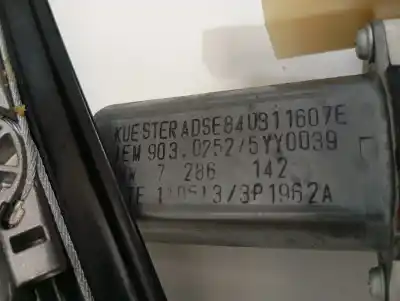 KUESTER ADSE84U911607E
903.0252/5YY0039
7 286 142
3P1962A